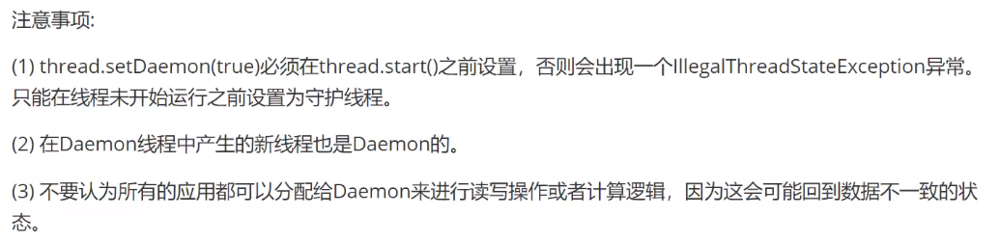 注意事项:
(1) thread.setDaemon(true)必须在thread.start()之前设置，否则会出现一个IllegalThreadStateException异常。
只能在线程未开始运行之前设置为守护线程。
(2) 在Daemon线程中产生的新线程也是Daemon的。
(3) 不要认为所有的应用都可以分配给Daemon来进行读写操作或者计算逻辑，因为这会可能回到数据不一致的状
态。